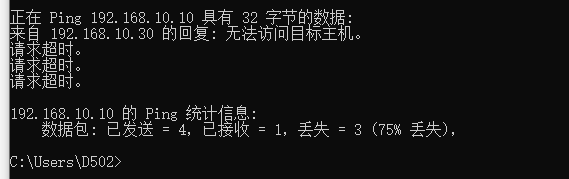 正在 Ping 192.168.10.10 具有 32 字节的数据:
来自 192.168.10.30 的回复: 无法访问目标主机。
请求超时。
请求超时。
请求超时。
192.168.10.10 的 Ping 统计信息:
数据包: 已发送 = 4, 已接收 = 1, 丢失 = 3 (75% 丢失),
C:\Users\D502>